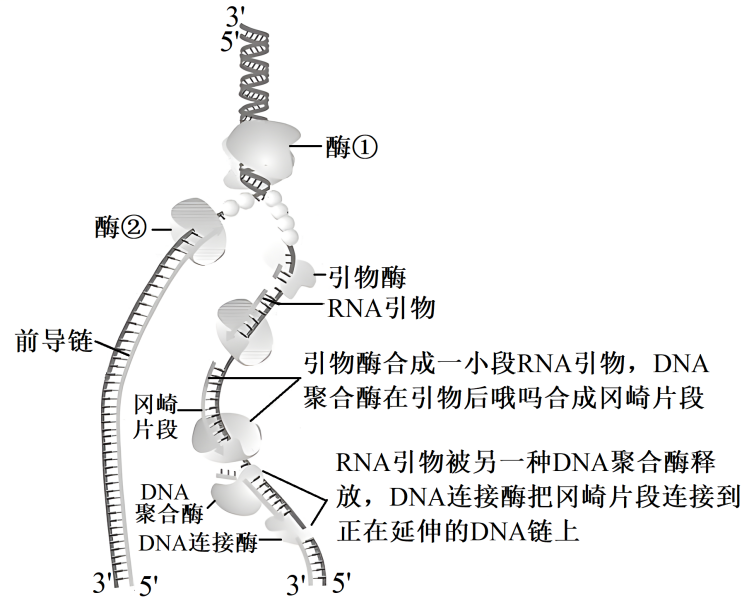 3'
5'
酶①
酶②
引物酶
RNA引物
前导链
引物酶合成一小段RNA引物，DNA
聚合酶在引物后哦吗合成冈崎片段
冈崎
片段
RNA引物被另一种DNA聚合酶释
放，DNA连接酶把冈崎片段连接到
正在延伸的DNA链上
DNA
聚合酶
DNA连接酶
3' 5' 3' 5'